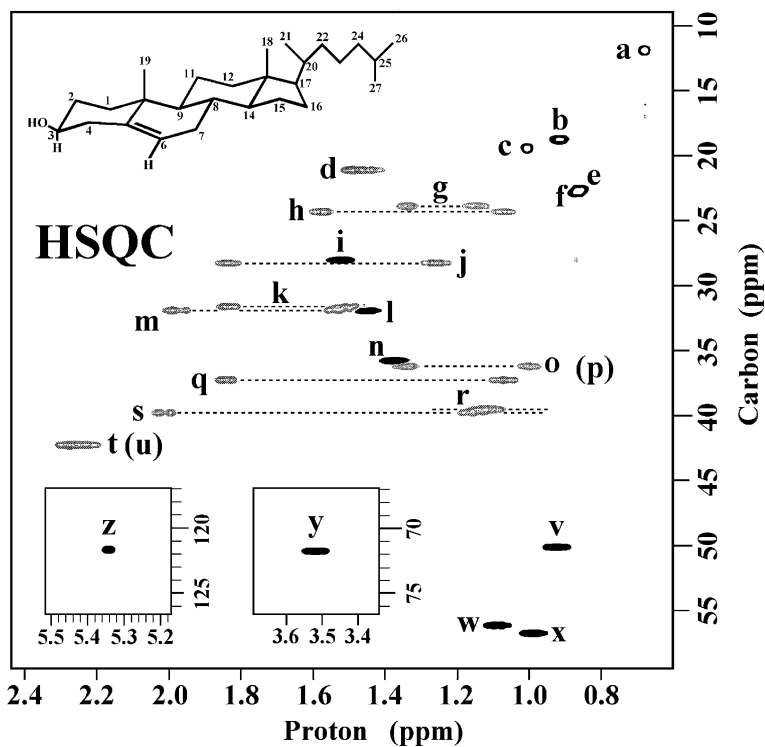 21 22 24 26
19 18 20 25
11 12 17 27
2 1 9 8 14 15 16
HO 3 4 6 7
H H
HSQC
a
b
c
d
e
f
g
h
i
j
k
l
m
n
o (p)
q
r
s
t (u)
v
w
x
y
z
120
125
5.5 5.4 5.3 5.2
70
75
3.6 3.5 3.4
10
15
20
25
30
35
40
45
50
55
Carbon (ppm)
2.4 2.2 2.0 1.8 1.6 1.4 1.2 1.0 0.8
Proton (ppm)